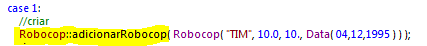 case 1:
//criar
Robocop::adicionarRobocop( Robocop( "TIM", 10.0, 10., Data( 04,12,1995 ) ) );